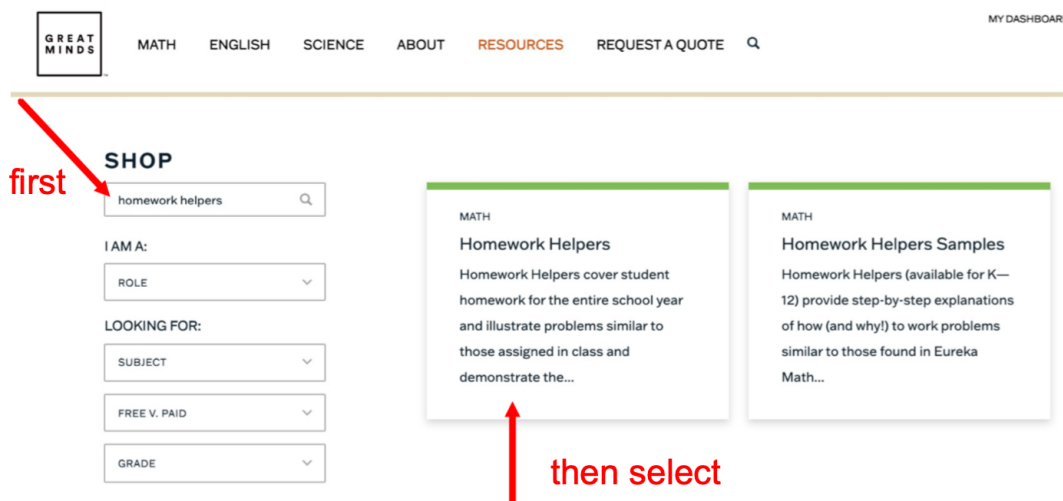 GREAT
MINDS
MATH ENGLISH SCIENCE ABOUT RESOURCES REQUEST A QUOTE
MY DASHBOAR
first
SHOP
homework helpers
I AM A:
ROLE
LOOKING FOR:
SUBJECT
FREE V. PAID
GRADE
MATH
Homework Helpers
Homework Helpers cover student
homework for the entire school year
and illustrate problems similar to
those assigned in class and
demonstrate the...
MATH
Homework Helpers Samples
Homework Helpers (available for K—
12) provide step-by-step explanations
of how (and why!) to work problems
similar to those found in Eureka
Math...
then select